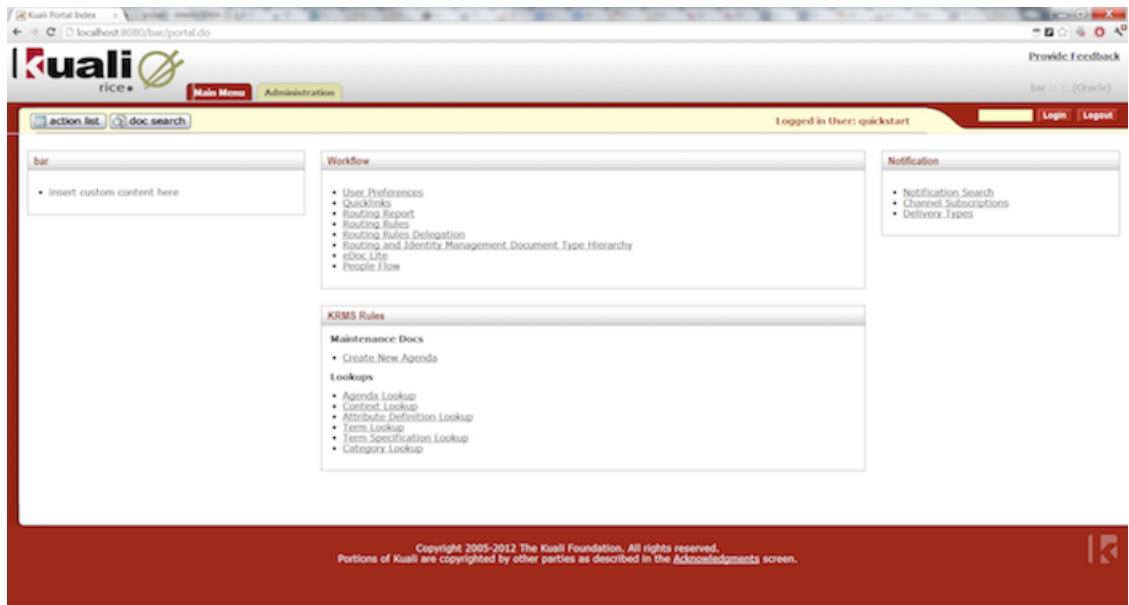 Kuali Portal Index
localhost:8080/bar/portal.do
Kuali
rice
Provide Feedback
Main Menu
Administration
bar :: :: (Oracle)
action list
doc search
Logged in User: quickstart
Login
Logout
bar
• insert custom content here
Workflow
• User Preferences
• Quicklinks
• Routing Report
• Routing Rules
• Routing Rules Delegation
• Routing and Identity Management Document Type Hierarchy
• eDoc Lite
• People Flow
KRMS Rules
Maintenance Docs
• Create New Agenda
Lookups
• Agenda Lookup
• Context Lookup
• Attribute Definition Lookup
• Term Lookup
• Term Specification Lookup
• Category Lookup
Notification
• Notification Search
• Channel Subscriptions
• Delivery Types
Copyright 2005-2012 The Kuali Foundation. All rights reserved.
Portions of Kuali are copyrighted by other parties as described in the Acknowledgments screen.